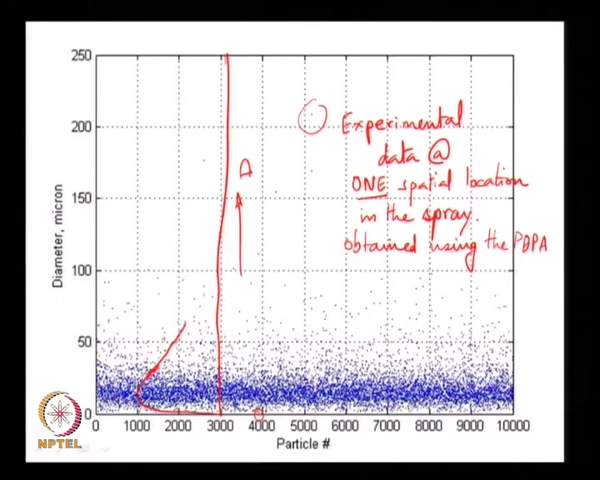 250
200
150
100
50
0
Diameter, micron
0 1000 2000 3000 4000 5000 6000 7000 8000 9000 10000
Particle #
D
Experimental
data @
ONE spatial location
in the spray.
obtained using the PDPA
NPTEL